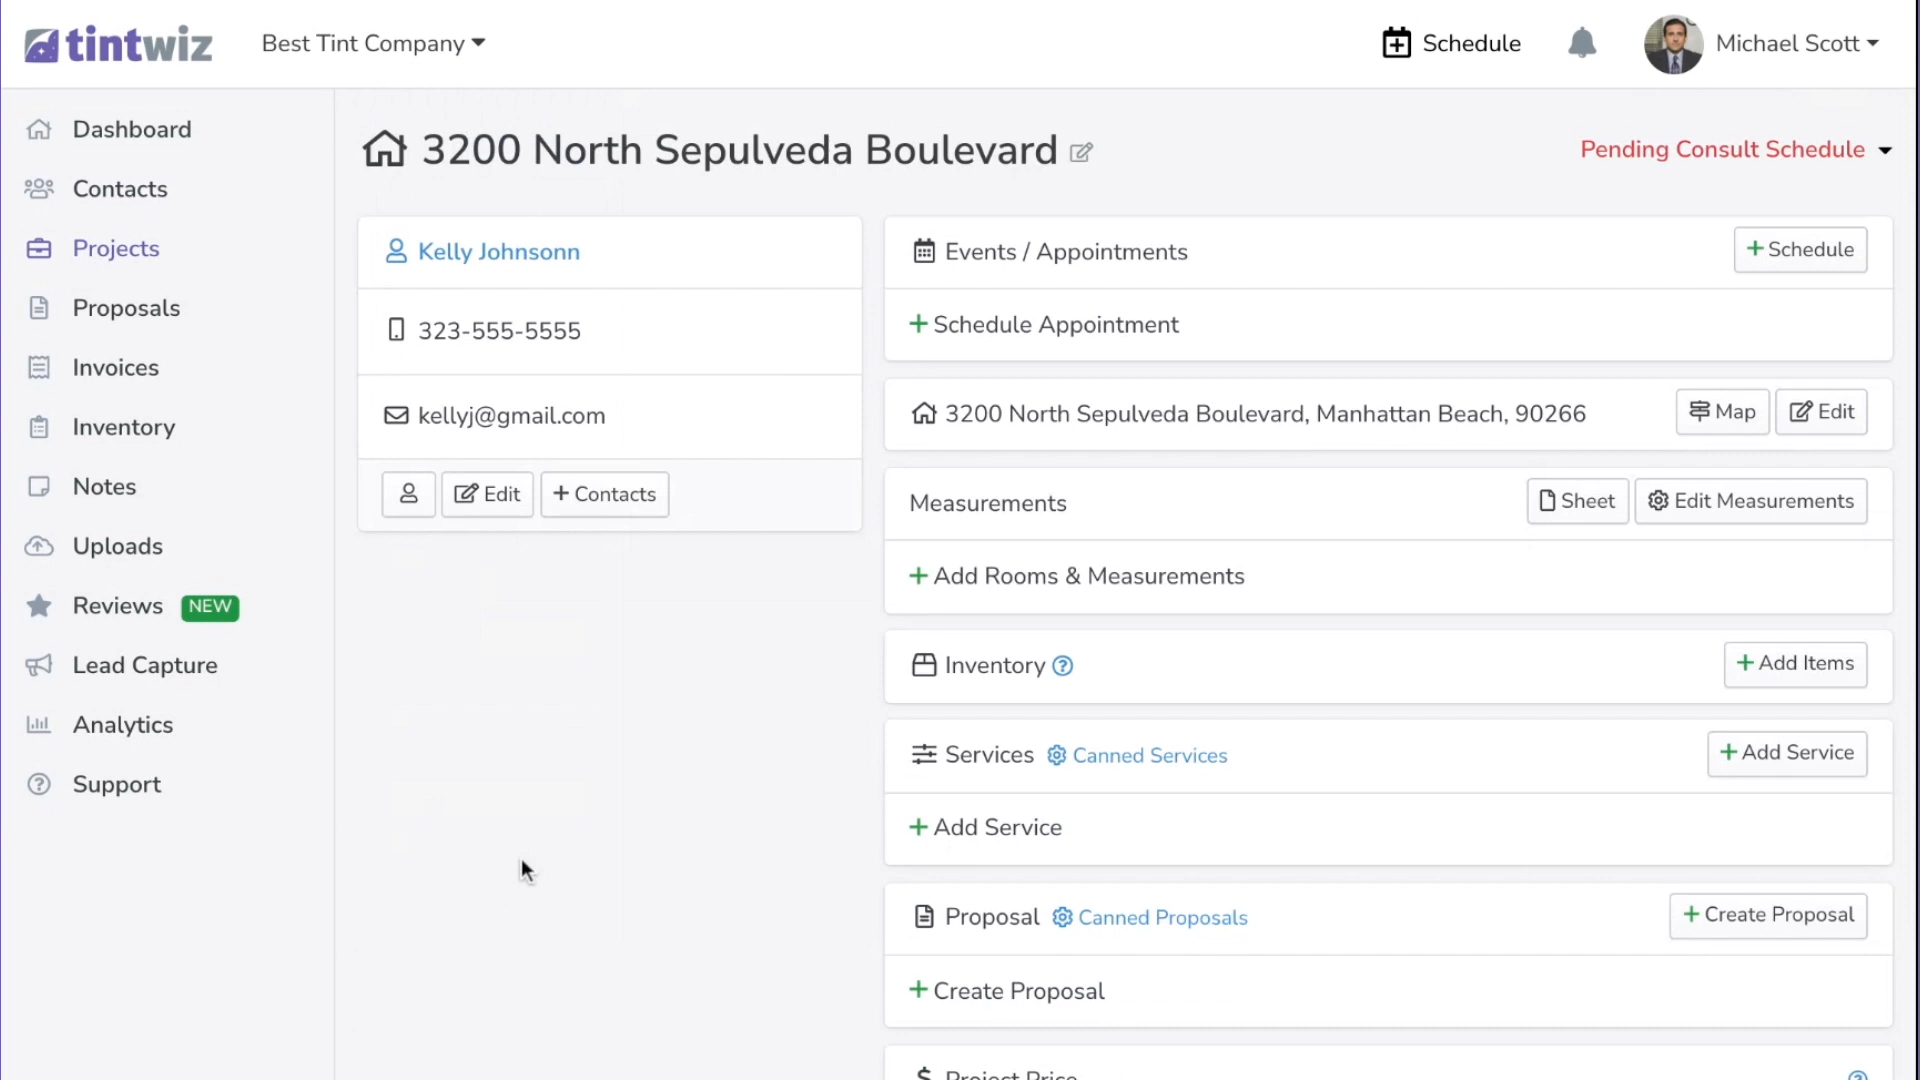 tintwiz
Best Tint Company
Schedule
Michael Scott
Dashboard
Contacts
Projects
Proposals
Invoices
Inventory
Notes
Uploads
Reviews NEW
Lead Capture
Analytics
Support
3200 North Sepulveda Boulevard
Pending Consult Schedule
Kelly Johnsonn
323-555-5555
kellyj@gmail.com
Edit
+ Contacts
Events / Appointments
+ Schedule
+ Schedule Appointment
3200 North Sepulveda Boulevard, Manhattan Beach, 90266
Map
Edit
Measurements
Sheet
Edit Measurements
+ Add Rooms & Measurements
Inventory ?
+ Add Items
Services
Canned Services
+ Add Service
+ Add Service
Proposal
Canned Proposals
+ Create Proposal
+ Create Proposal
$ Project Price